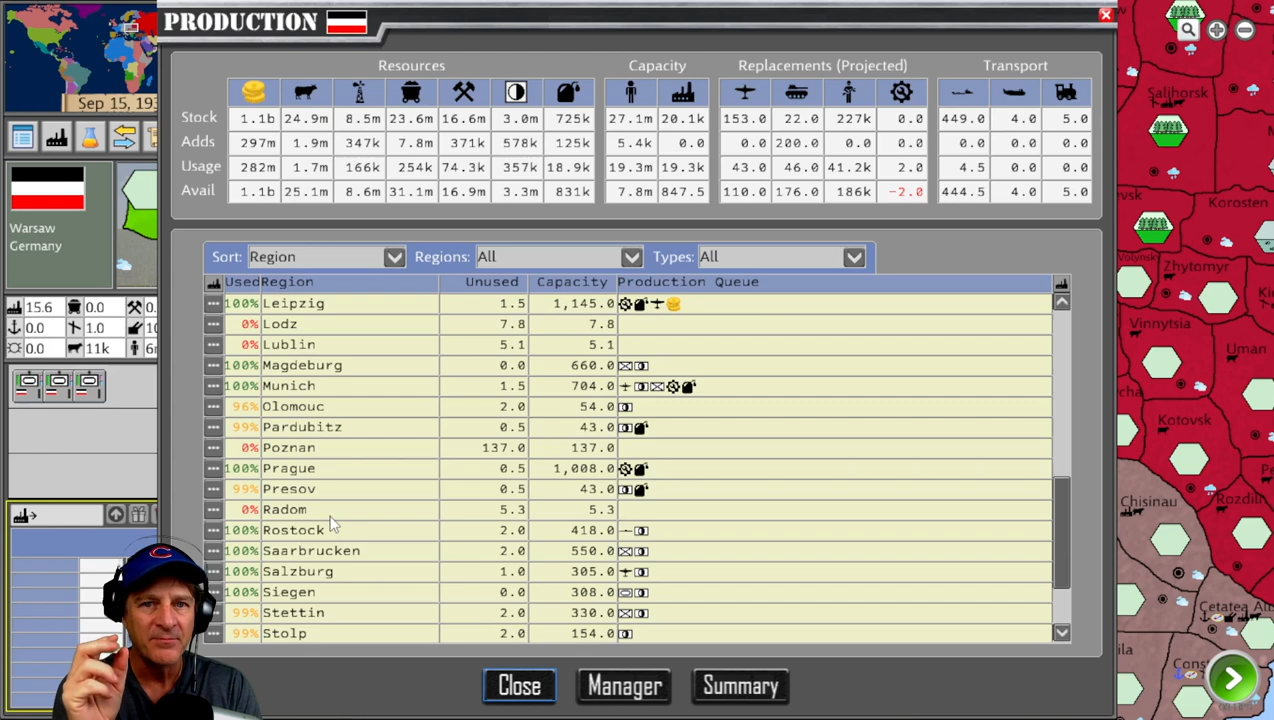 PRODUCTION
Sep 15, 193
Resources Capacity Replacements (Projected) Transport
Stock 1.1b 24.9m 8.5m 23.6m 16.6m 3.0m 725k 27.1m 20.1k 153.0 22.0 227k 0.0 449.0 4.0 5.0
Adds 297m 1.9m 347k 7.8m 371k 578k 125k 5.4k 0.0 0.0 200.0 0.0 0.0 0.0 0.0 0.0
Usage 282m 1.7m 166k 254k 74.3k 357k 18.9k 19.3m 19.3k 43.0 46.0 41.2k 2.0 4.5 0.0 0.0
Avail 1.1b 25.1m 8.6m 31.1m 16.9m 3.3m 831k 7.8m 847.5 110.0 176.0 186k -2.0 444.5 4.0 5.0
Warsaw
Germany
15.6 0.0 0.
0.0 1.0 10
0.0 11k 6m
Sort: Region Regions: All Types: All
Used Region Unused Capacity Production Queue
100% Leipzig 1.5 1,145.0
0% Lodz 7.8 7.8
0% Lublin 5.1 5.1
100% Magdeburg 0.0 660.0
100% Munich 1.5 704.0
96% Olomouc 2.0 54.0
99% Pardubitz 0.5 43.0
0% Poznan 137.0 137.0
100% Prague 0.5 1,008.0
99% Presov 0.5 43.0
0% Radom 5.3 5.3
100% Rostock 2.0 418.0
100% Saarbrucken 2.0 550.0
100% Salzburg 1.0 305.0
100% Siegen 0.0 308.0
99% Stettin 2.0 330.0
99% Stolp 2.0 154.0
Close Manager Summary
Salihorsk
Korosten
Zhytomyr
Vinnytsia
Uman
Kotovsk
Chisinau
Rozdiln
Cetatea Alb
Cons